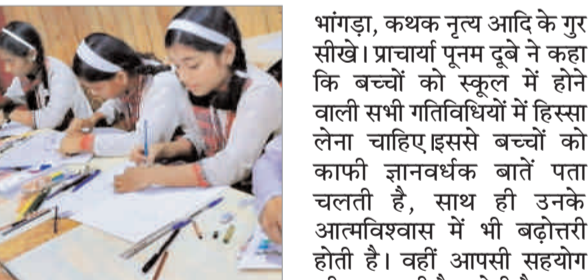 भांगड़ा, कथक नृत्य आदि के गुर
सीखे। प्राचार्या पूनम दूबे ने कहा
कि बच्चों को स्कूल में होने
वाली सभी गतिविधियों में हिस्सा
लेना चाहिए।इससे बच्चों को
काफी ज्ञानवर्धक बातें पता
चलती है, साथ ही उनके
आत्मविश्वास में भी बढ़ोत्तरी
होती है। वहीं आपसी सहयोग